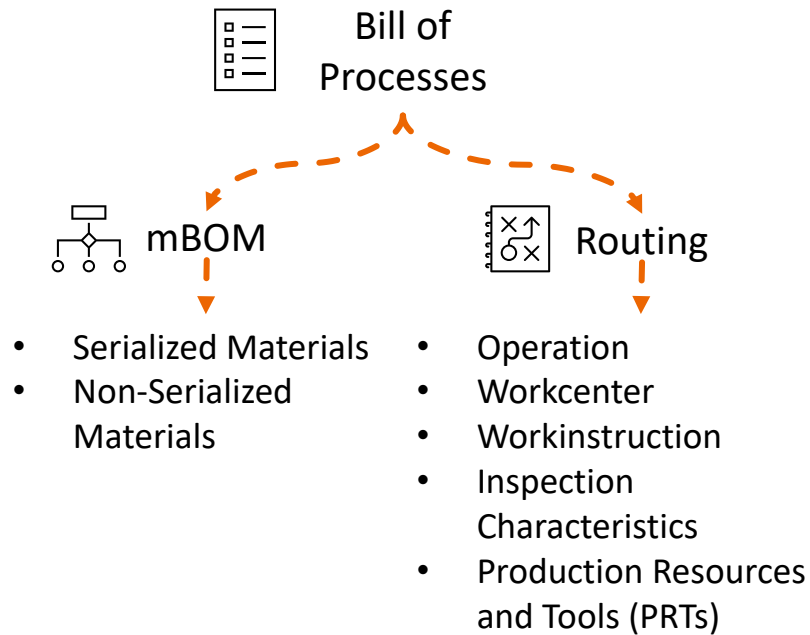 Bill of
Processes
mBOM
Routing
• Serialized Materials
• Non-Serialized
Materials
• Operation
• Workcenter
• Workinstruction
• Inspection
Characteristics
• Production Resources
and Tools (PRTs)